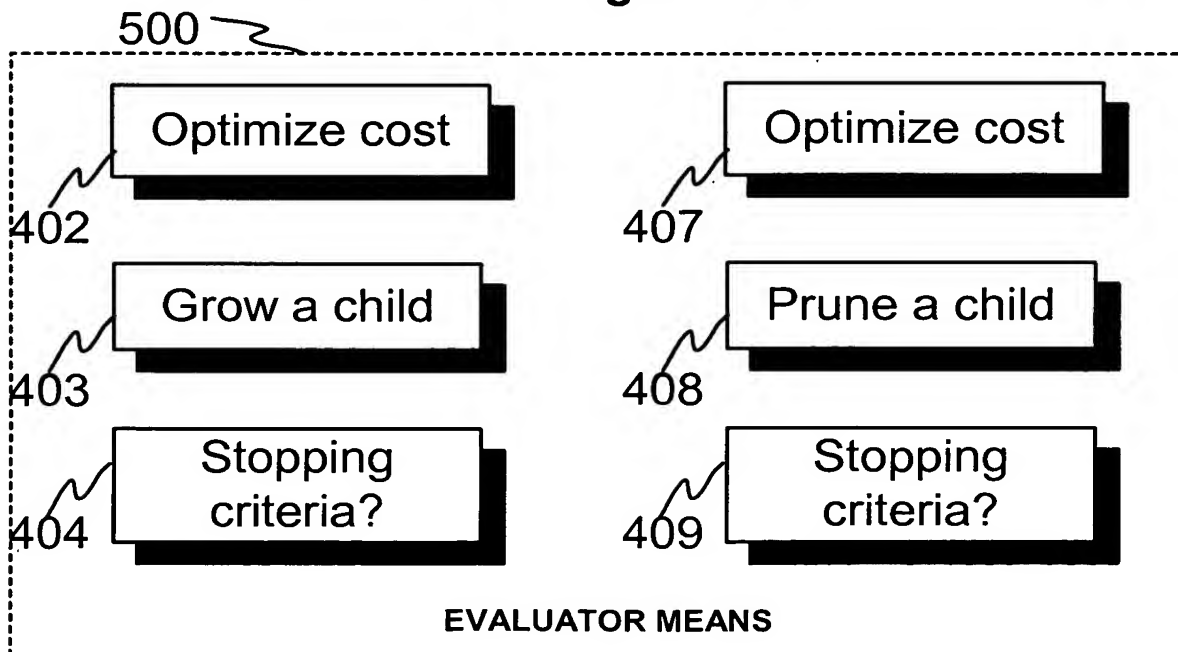 500
Optimize cost
Optimize cost
402
407
Grow a child
Prune a child
403
408
Stopping
criteria?
Stopping
criteria?
404
409
EVALUATOR MEANS